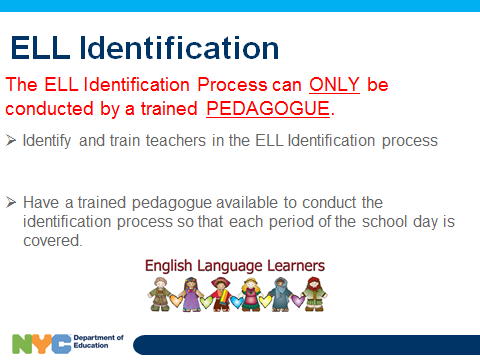 ELL Identification
The ELL Identification Process can ONLY be
conducted by a trained PEDAGOGUE.
➢ Identify and train teachers in the ELL Identification process
➢ Have a trained pedagogue available to conduct the
identification process so that each period of the school day is
covered.
English Language Learners
NYC Department of
Education